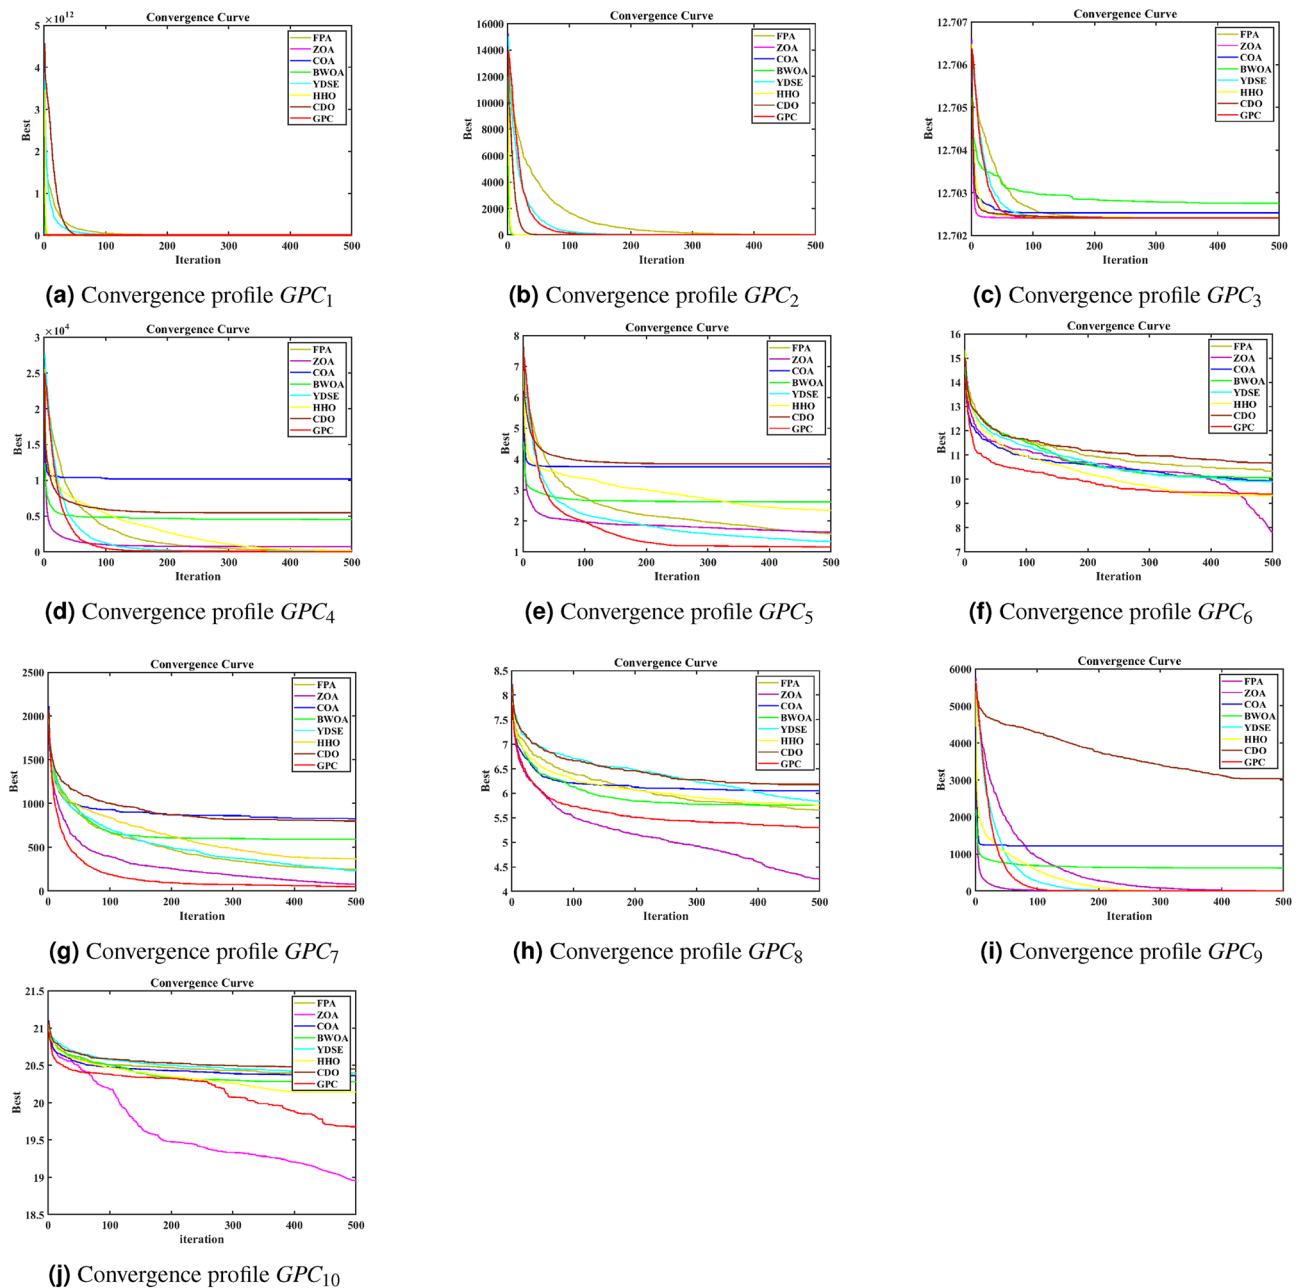 Convergence Curve
×10^12
5
4
3
2
1
0
Best
0 100 200 300 400 500
Iteration
FPA
ZOA
COA
BWOA
YDSE
HHO
CDO
GPC
(a) Convergence profile GPC1
Convergence Curve
16000
14000
12000
10000
8000
6000
4000
2000
0
Best
0 100 200 300 400 500
Iteration
FPA
ZOA
COA
BWOA
YDSE
HHO
CDO
GPC
(b) Convergence profile GPC2
Convergence Curve
12.707
12.706
12.705
12.704
12.703
12.702
Best
0 100 200 300 400 500
Iteration
FPA
ZOA
COA
BWOA
YDSE
HHO
CDO
GPC
(c) Convergence profile GPC3
Convergence Curve
×10^4
3
2.5
2
1.5
1
0.5
0
Best
0 100 200 300 400 500
Iteration
FPA
ZOA
COA
BWOA
YDSE
HHO
CDO
GPC
(d) Convergence profile GPC4
Convergence Curve
8
7
6
5
4
3
2
1
Best
0 100 200 300 400 500
Iteration
FPA
ZOA
COA
BWOA
YDSE
HHO
CDO
GPC
(e) Convergence profile GPC5
Convergence Curve
16
15
14
13
12
11
10
9
8
7
Best
0 100 200 300 400 500
Iteration
FPA
ZOA
COA
BWOA
YDSE
HHO
CDO
GPC
(f) Convergence profile GPC6
Convergence Curve
2500
2000
1500
1000
500
0
Best
0 100 200 300 400 500
Iteration
FPA
ZOA
COA
BWOA
YDSE
HHO
CDO
GPC
(g) Convergence profile GPC7
Convergence Curve
8.5
8
7.5
7
6.5
6
5.5
5
4.5
4
Best
0 100 200 300 400 500
Iteration
FPA
ZOA
COA
BWOA
YDSE
HHO
CDO
GPC
(h) Convergence profile GPC8
Convergence Curve
6000
5000
4000
3000
2000
1000
0
Best
0 100 200 300 400 500
Iteration
FPA
ZOA
COA
BWOA
YDSE
HHO
CDO
GPC
(i) Convergence profile GPC9
Convergence Curve
21.5
21
20.5
20
19.5
19
18.5
Best
0 100 200 300 400 500
iteration
FPA
ZOA
COA
BWOA
YDSE
HHO
CDO
GPC
(j) Convergence profile GPC10